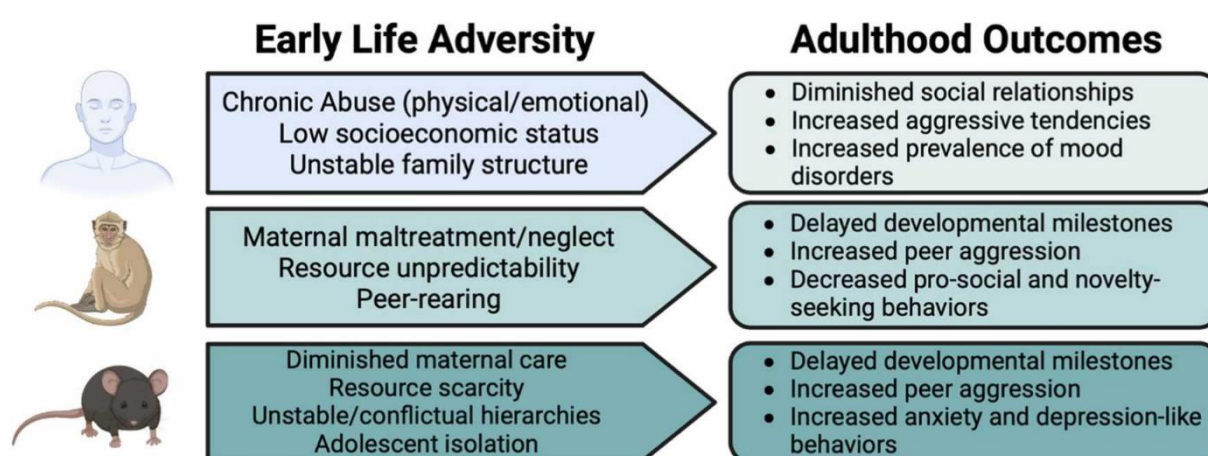 Early Life Adversity
Adulthood Outcomes
Chronic Abuse (physical/emotional)
Low socioeconomic status
Unstable family structure
• Diminished social relationships
• Increased aggressive tendencies
• Increased prevalence of mood
disorders
Maternal maltreatment/neglect
Resource unpredictability
Peer-rearing
• Delayed developmental milestones
• Increased peer aggression
• Decreased pro-social and novelty-
seeking behaviors
Diminished maternal care
Resource scarcity
Unstable/conflictual hierarchies
Adolescent isolation
• Delayed developmental milestones
• Increased peer aggression
• Increased anxiety and depression-like
behaviors